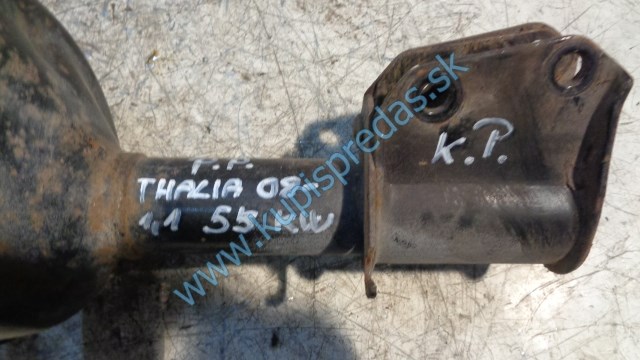 P.P.
THALIA 08-
1,1 55KW
K.P.
www.kupispredas.sk